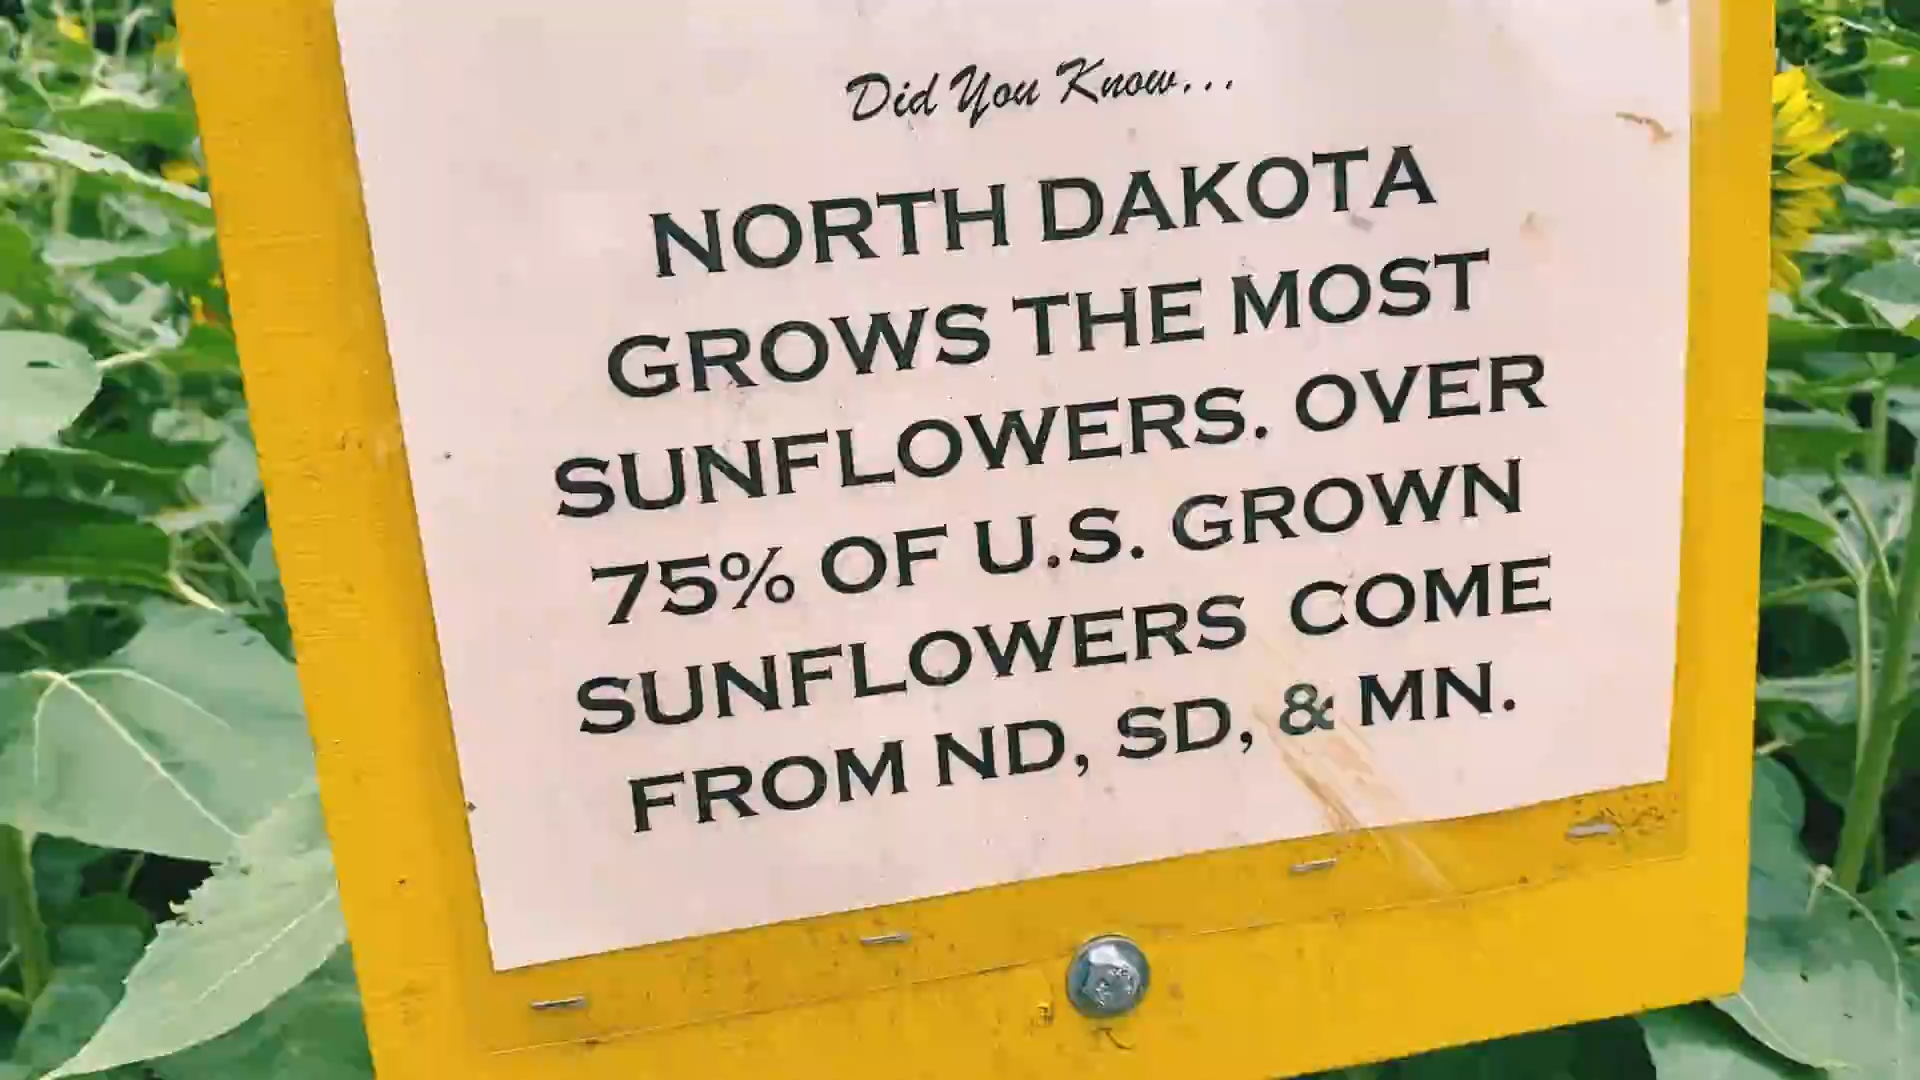 Did You Know...
NORTH DAKOTA
GROWS THE MOST
SUNFLOWERS. OVER
75% OF U.S. GROWN
SUNFLOWERS COME
FROM ND, SD, & MN.